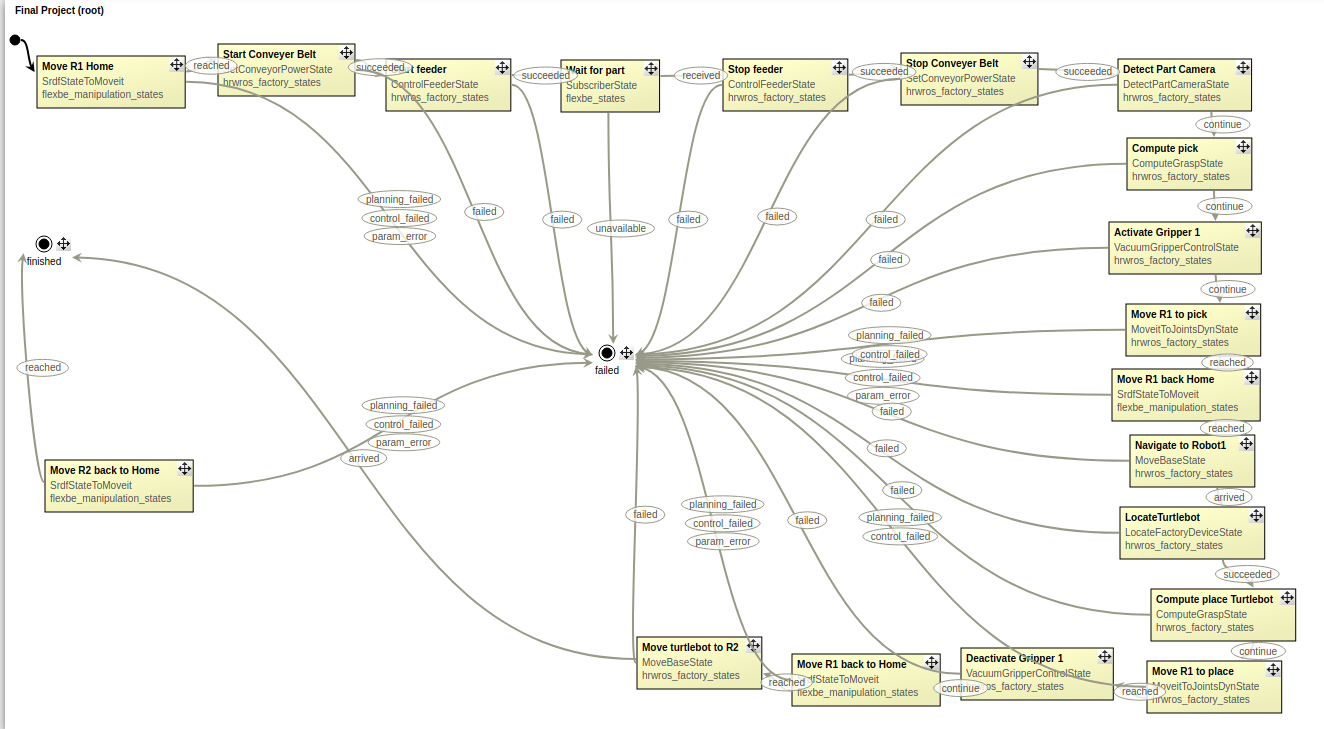 Final Project (root)
Move R1 Home
SrdfStateToMoveit
flexbe_manipulation_states
reached
Start Conveyer Belt
SetConveyorPowerState
hrwros_factory_states
succeeded
feeder
ControlFeederState
hrwros_factory_states
succeeded
Wait for part
SubscriberState
flexbe_states
received
Stop feeder
ControlFeederState
hrwros_factory_states
succeeded
Stop Conveyer Belt
SetConveyorPowerState
hrwros_factory_states
succeeded
Detect Part Camera
DetectPartCameraState
hrwros_factory_states
continue
Compute pick
ComputeGraspState
hrwros_factory_states
continue
Activate Gripper 1
VacuumGripperControlState
hrwros_factory_states
continue
Move R1 to pick
MoveitToJointsDynState
hrwros_factory_states
reached
Move R1 back Home
SrdfStateToMoveit
flexbe_manipulation_states
reached
Navigate to Robot1
MoveBaseState
hrwros_factory_states
arrived
LocateTurtlebot
LocateFactoryDeviceState
hrwros_factory_states
succeeded
Compute place Turtlebot
ComputeGraspState
hrwros_factory_states
continue
Move R1 to place
MoveitToJointsDynState
hrwros_factory_states
reached
Deactivate Gripper 1
VacuumGripperControlState
hrwros_factory_states
continue
Move R1 back to Home
SrdfStateToMoveit
flexbe_manipulation_states
reached
Move turtlebot to R2
MoveBaseState
hrwros_factory_states
arrived
Move R2 back to Home
SrdfStateToMoveit
flexbe_manipulation_states
reached
finished
planning_failed
control_failed
param_error
failed
failed
unavailable
failed
failed
failed
failed
failed
planning_failed
control_failed
planning_failed
control_failed
param_error
failed
failed
failed
planning_failed
control_failed
failed
planning_failed
control_failed
param_error
failed
planning_failed
control_failed
param_error
failed